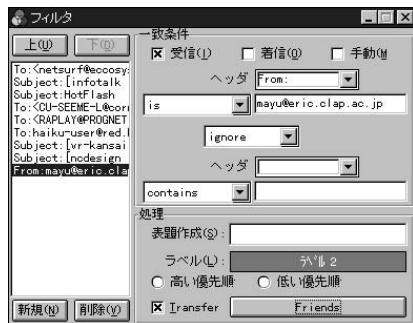 フィルタ
上(U) 下(D)
To:<netsurf@eccosy
Subject:[infotalk
Subject:HotFlash
To:<CU-SEEME-L@cor
To:<RAPLAY@PROGNET
To:haiku-user@red.
Subject:[vr-kansai
Subject:[nodesign
From:mayu@eric.cla
新規(N) 削除(V)
一致条件
受信(I) 着信(O) 手動(M
ヘッダ From:
is mayu@eric.clap.ac.jp
ignore
ヘッダ
contains
処理
表題作成(S):
ラベル(L): ラベル 2
高い優先順 低い優先順
Transfer Friends